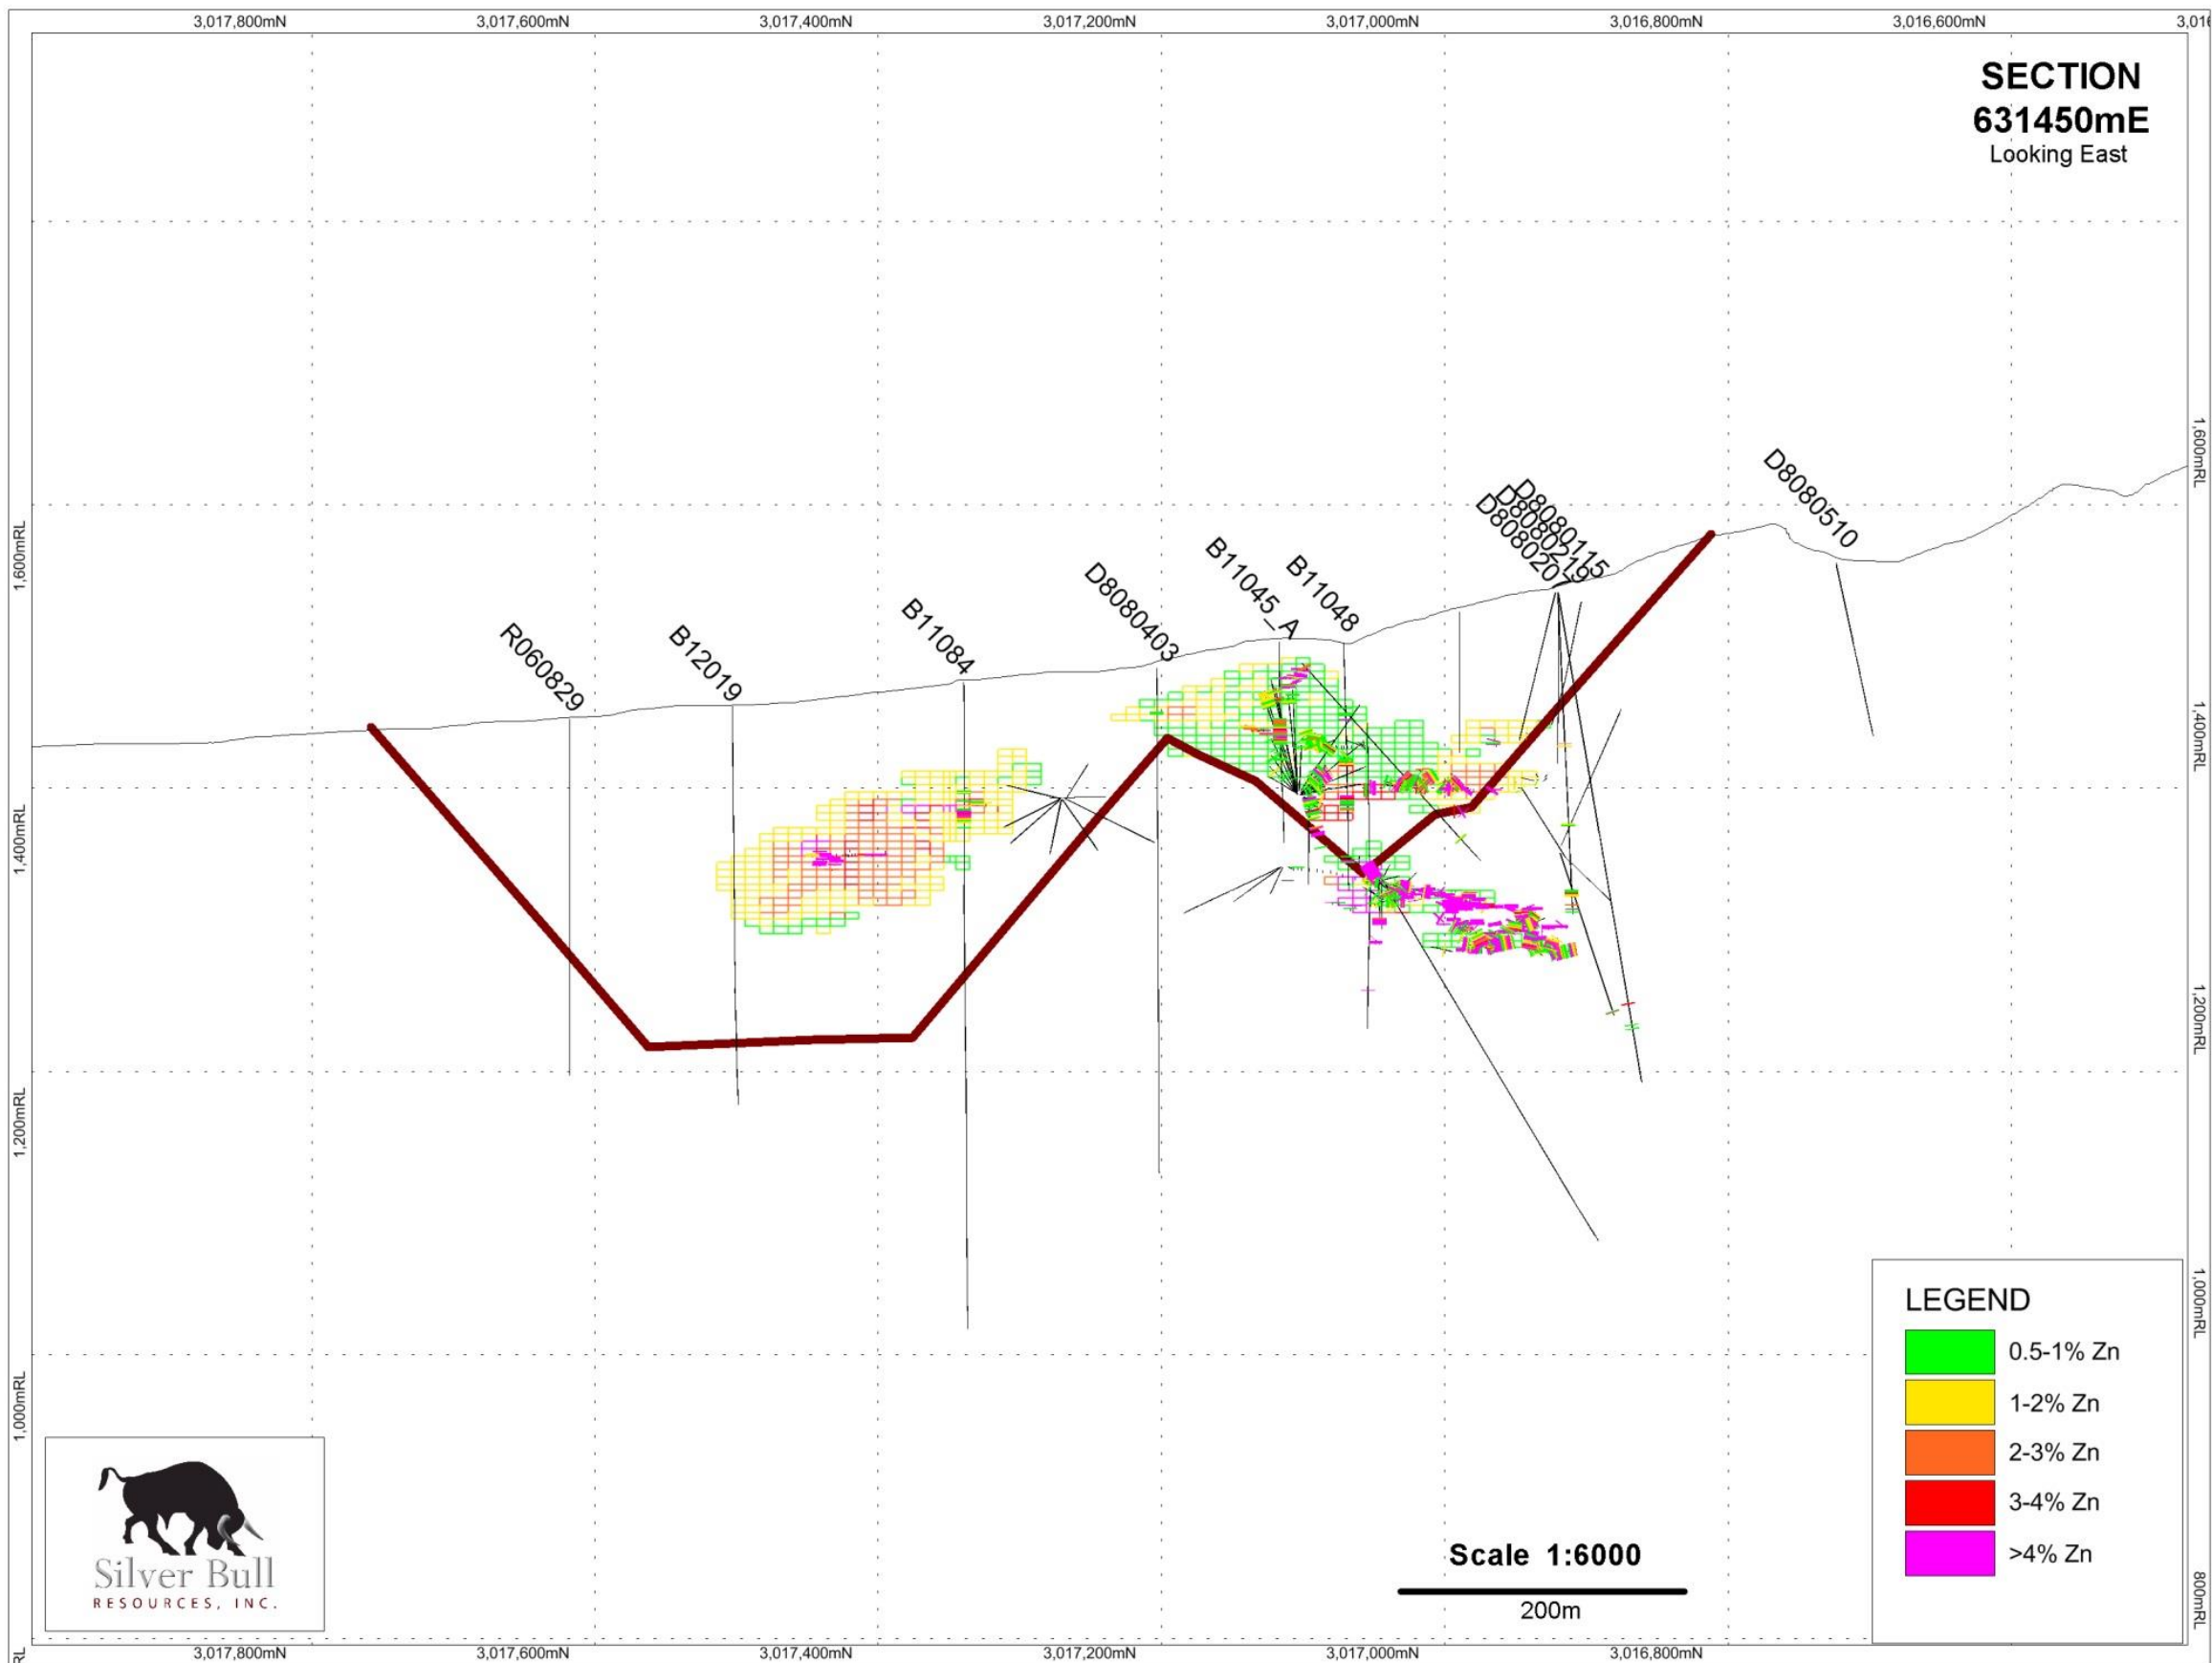 3,017,800mN 3,017,600mN 3,017,400mN 3,017,200mN 3,017,000mN 3,016,800mN 3,016,600mN
SECTION
631450mE
Looking East
1,600mRL
1,600mRL
D8080510
D8080115
D8080219
B11048
B11045_A
D8080403
B11084
B12019
R060829
1,400mRL
1,400mRL
1,200mRL
1,200mRL
1,000mRL
1,000mRL
800mRL
LEGEND
0.5-1% Zn
1-2% Zn
2-3% Zn
3-4% Zn
>4% Zn
Scale 1:6000
200m
Silver Bull
RESOURCES, INC.
3,017,800mN 3,017,600mN 3,017,400mN 3,017,200mN 3,017,000mN 3,016,800mN